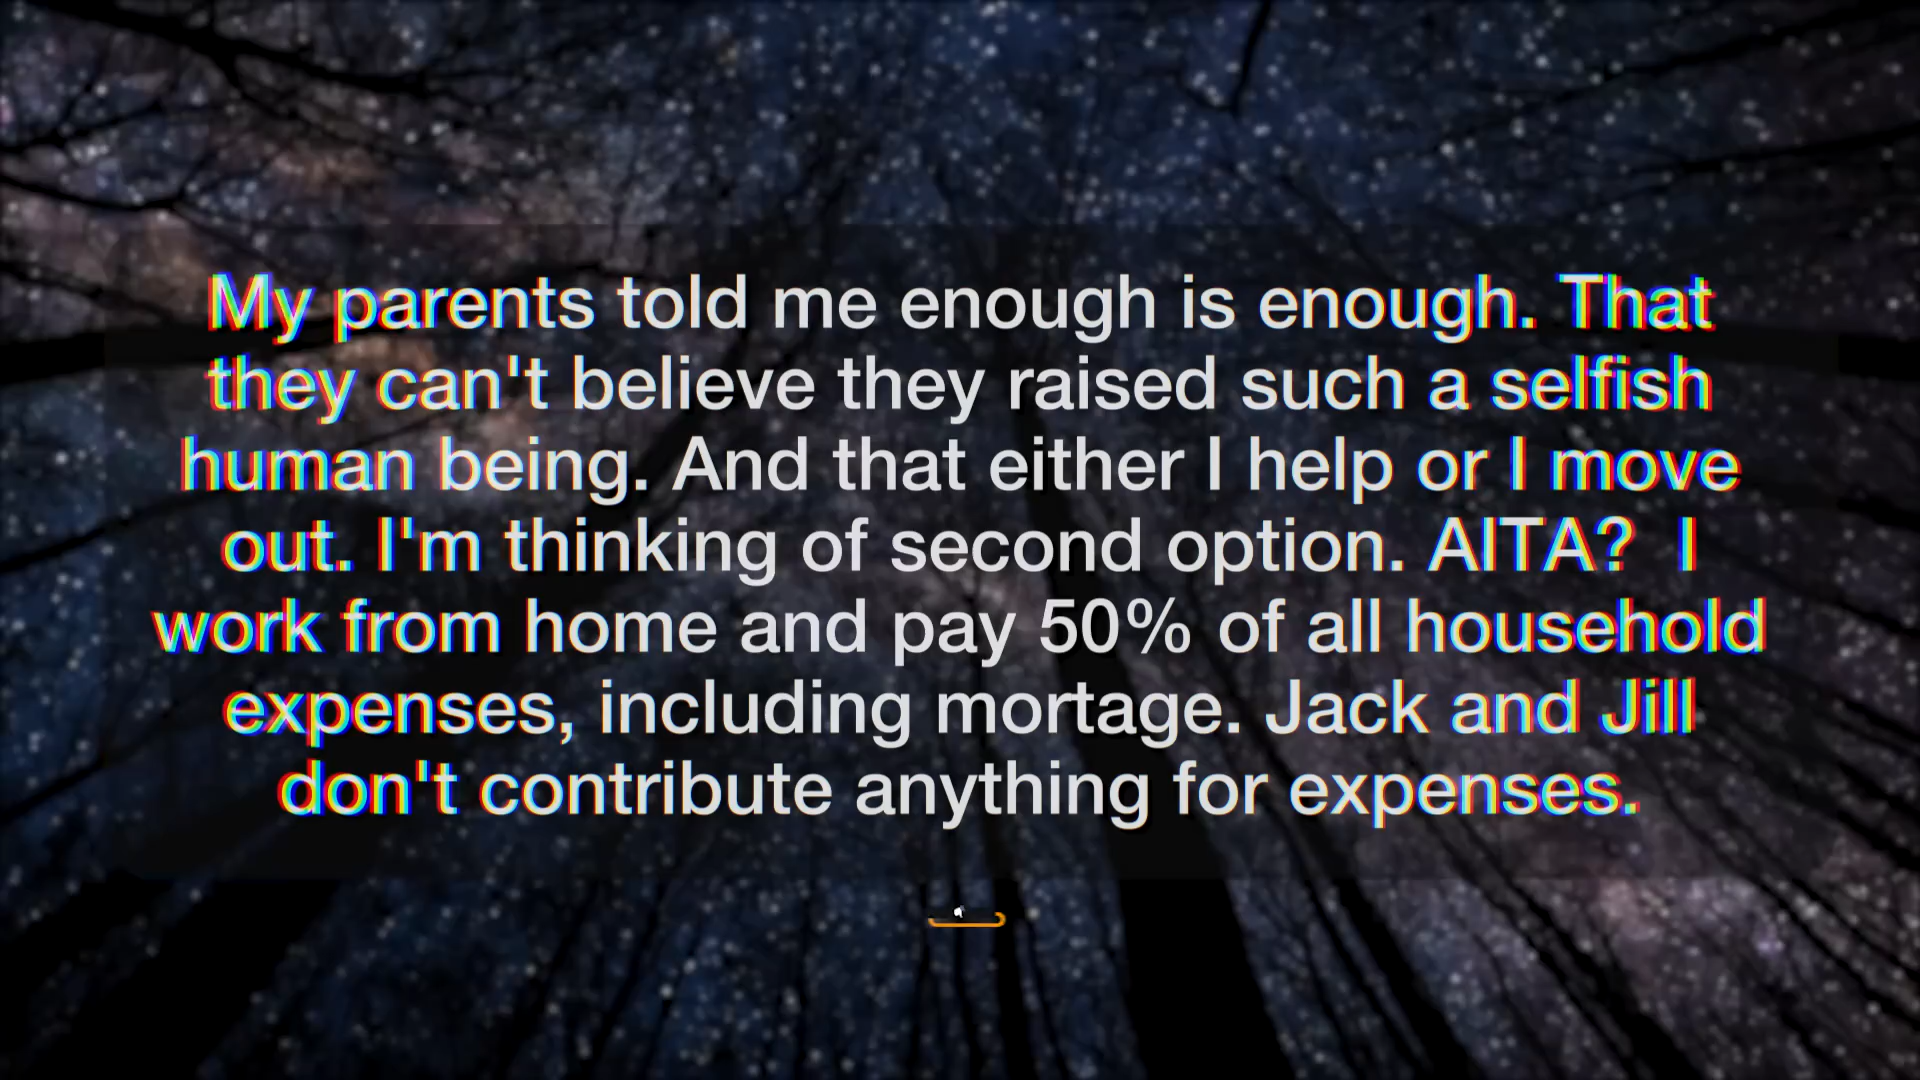 My parents told me enough is enough. That
they can't believe they raised such a selfish
human being. And that either I help or I move
out. I'm thinking of second option. AITA?  I
work from home and pay 50% of all household
expenses, including mortage. Jack and Jill
don't contribute anything for expenses.